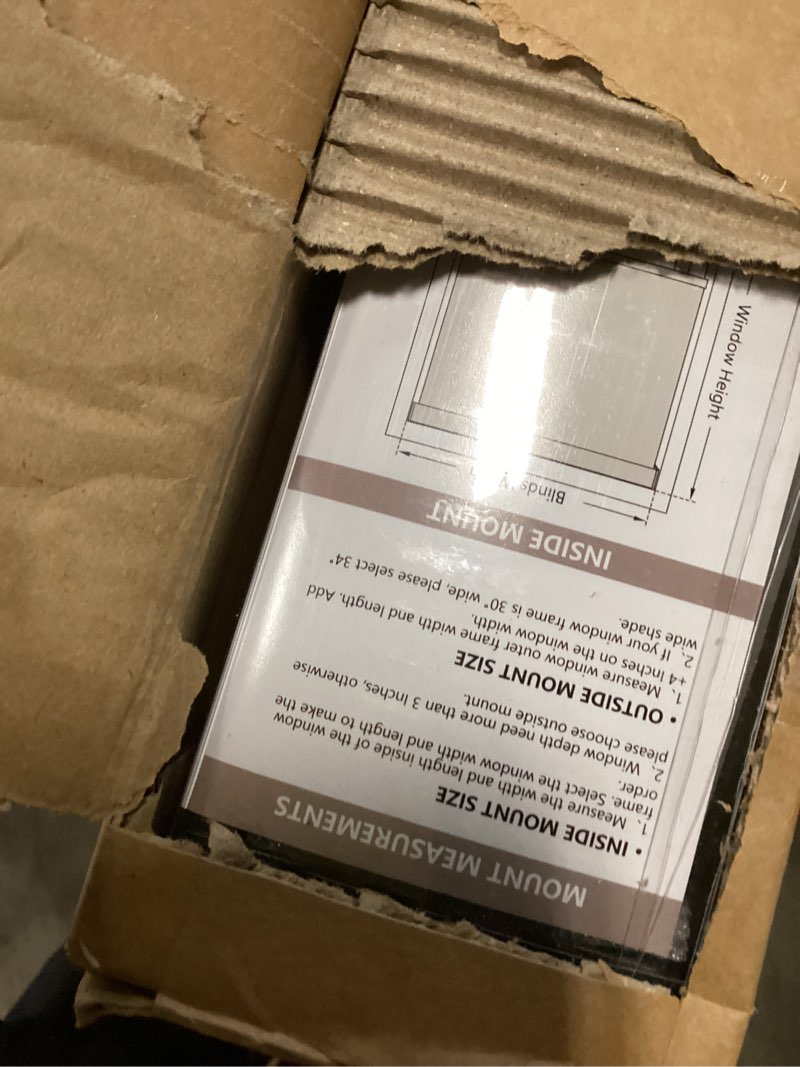 MOUNT MEASUREMENTS
• INSIDE MOUNT SIZE
1. Measure the width and length inside of the window
frame. Select the window width and length to make the
order.
2. Window depth need more than 3 Inches, otherwise
please choose outside mount.
• OUTSIDE MOUNT SIZE
1. Measure window outer frame width and length. Add
+4 inches on the window width.
2. If your window frame is 30" wide, please select 34"
wide shade.
INSIDE MOUNT
Blinds
Window Height